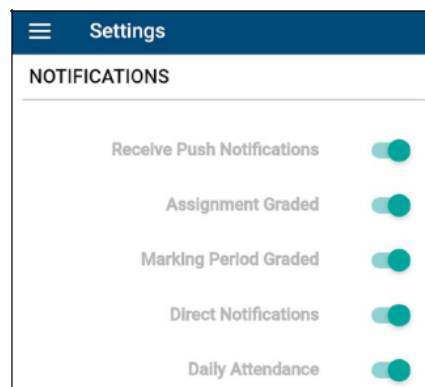 Settings
NOTIFICATIONS
Receive Push Notifications
Assignment Graded
Marking Period Graded
Direct Notifications
Daily Attendance